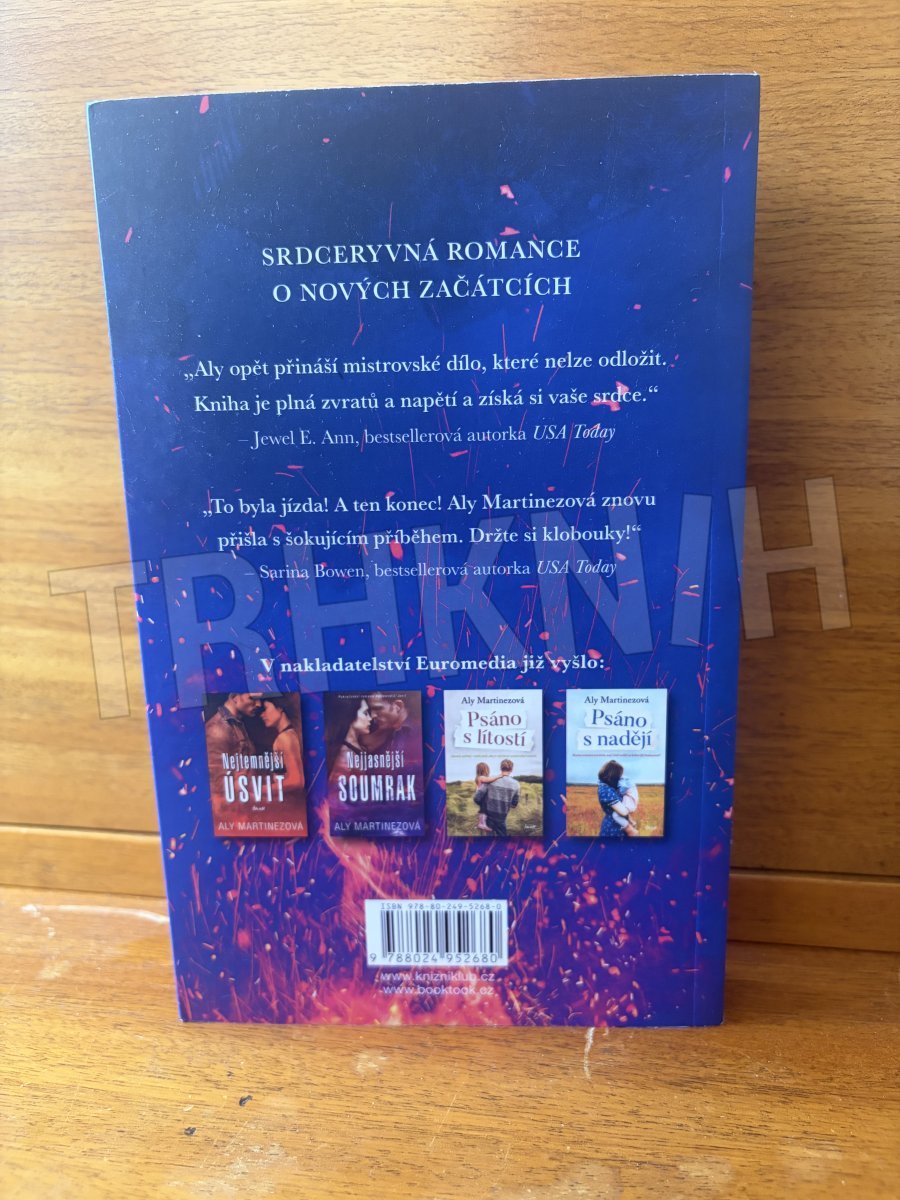 SRDCERYVNÁ ROMANCE
O NOVÝCH ZAČÁTCÍCH
„Aly opět přináší mistrovské dílo, které nelze odložit.
Kniha je plná zvratů a napětí a získá si vaše srdce.“
– Jewel E. Ann, bestsellerová autorka USA Today
„To byla jízda! A ten konec! Aly Martinezová znovu
přišla s šokujícím příběhem. Držte si klobouky!“
– Sarina Bowen, bestsellerová autorka USA Today
TRHKNIH
V nakladatelství Euromedia již vyšlo:
Nejtemnější
ÚSVIT
ALY MARTINEZOVÁ
Nejjasnější
SOUMRAK
ALY MARTINEZOVÁ
Aly Martinezová
Psáno
s lítostí
Aly Martinezová
Psáno
s nadějí
ISBN 978-80-249-5268-0
9 788024 952680
www.knizniklub.cz
www.booktook.cz